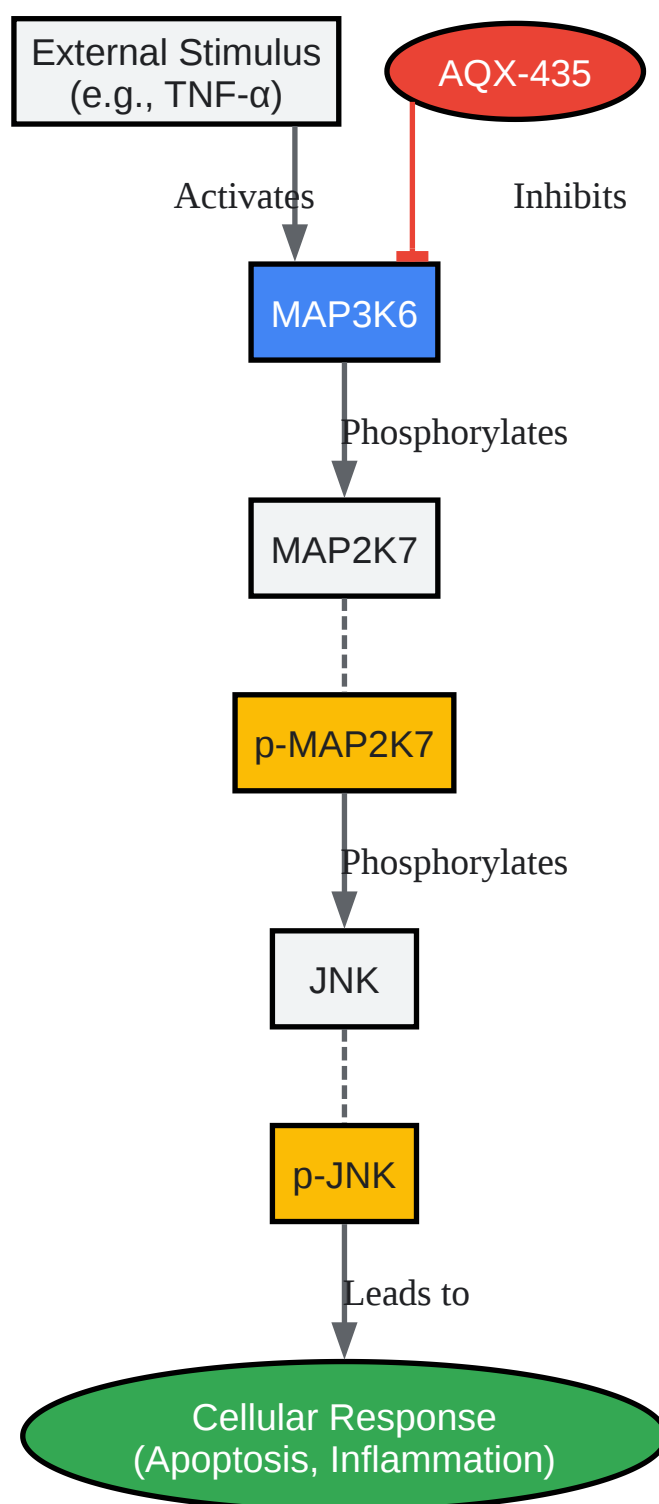 External Stimulus
(e.g., TNF-α)
AQX-435
Activates
Inhibits
MAP3K6
Phosphorylates
MAP2K7
p-MAP2K7
Phosphorylates
JNK
p-JNK
Leads to
Cellular Response
(Apoptosis, Inflammation)